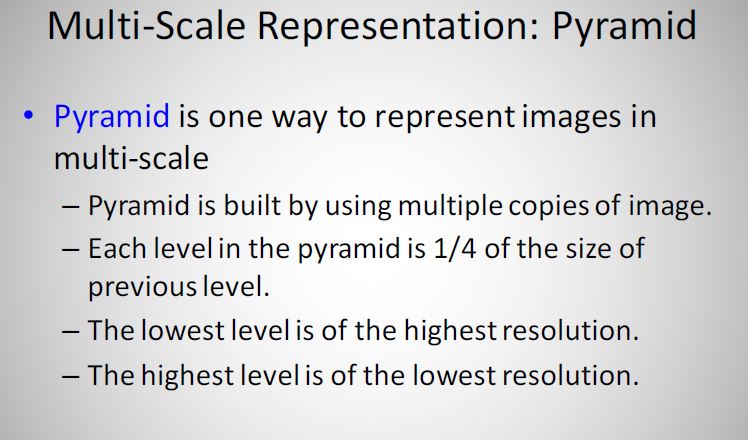 Multi-Scale Representation: Pyramid
• Pyramid is one way to represent images in
multi-scale
– Pyramid is built by using multiple copies of image.
– Each level in the pyramid is 1/4 of the size of
previous level.
– The lowest level is of the highest resolution.
– The highest level is of the lowest resolution.